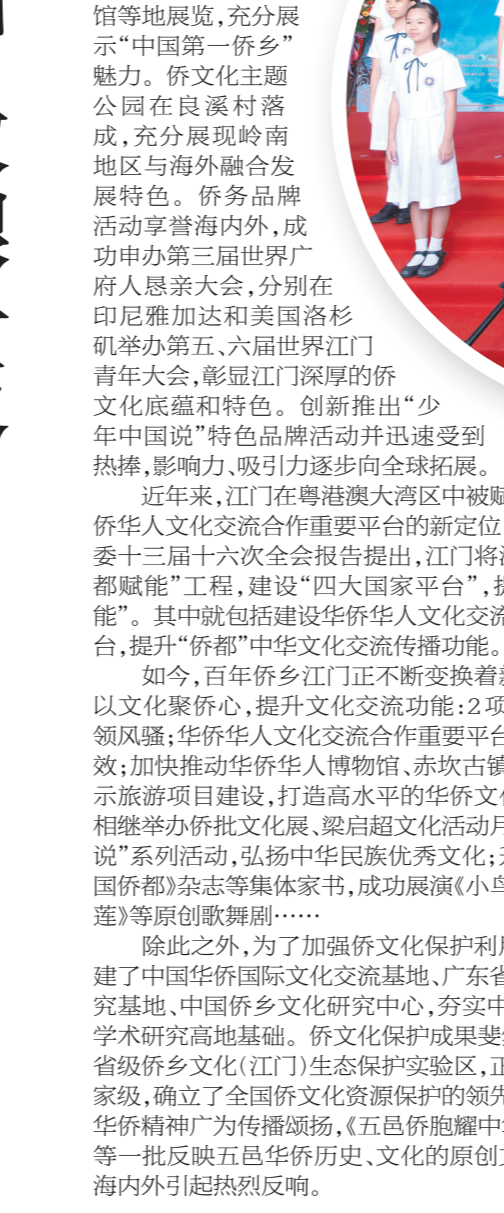 馆等地展览,充分展
示“中国第一侨乡”
魅力。侨文化主题
公园在良溪村落
成,充分展现岭南
地区与海外融合发
展特色。侨务品牌
活动享誉海内外,成
功申办第三届世界广
府人恳亲大会,分别在
印尼雅加达和美国洛杉
矶举办第五、六届世界江门
青年大会,彰显江门深厚的侨
文化底蕴和特色。创新推出“少
年中国说”特色品牌活动并迅速受到
热捧,影响力、吸引力逐步向全球拓展。
近年来,江门在粤港澳大湾区中被赋
侨华人文化交流合作重要平台的新定位
委十三届十六次全会报告提出,江门将
都赋能”工程,建设“四大国家平台”,
能”。其中就包括建设华侨华人文化交流
台,提升“侨都”中华文化交流传播功能。
如今,百年侨乡江门正不断变换着
以文化聚侨心,提升文化交流功能:2项
领风骚;华侨华人文化交流合作重要平台
效;加快推动华侨华人博物馆、赤坎古镇
示旅游项目建设,打造高水平的华侨文化
相继举办侨批文化展、梁启超文化活动月
说”系列活动,弘扬中华民族优秀文化;
国侨都》杂志等集体家书,成功展演《小鸟
莲》等原创歌舞剧……
除此之外,为了加强侨文化保护利用
建了中国华侨国际文化交流基地、广东省
究基地、中国侨乡文化研究中心,夯实中
学术研究高地基础。侨文化保护成果斐
省级侨乡文化(江门)生态保护实验区,正
家级,确立了全国侨文化资源保护的领先
华侨精神广为传播颂扬,《五邑侨胞耀中华
等一批反映五邑华侨历史、文化的原创文
海内外引起热烈反响。